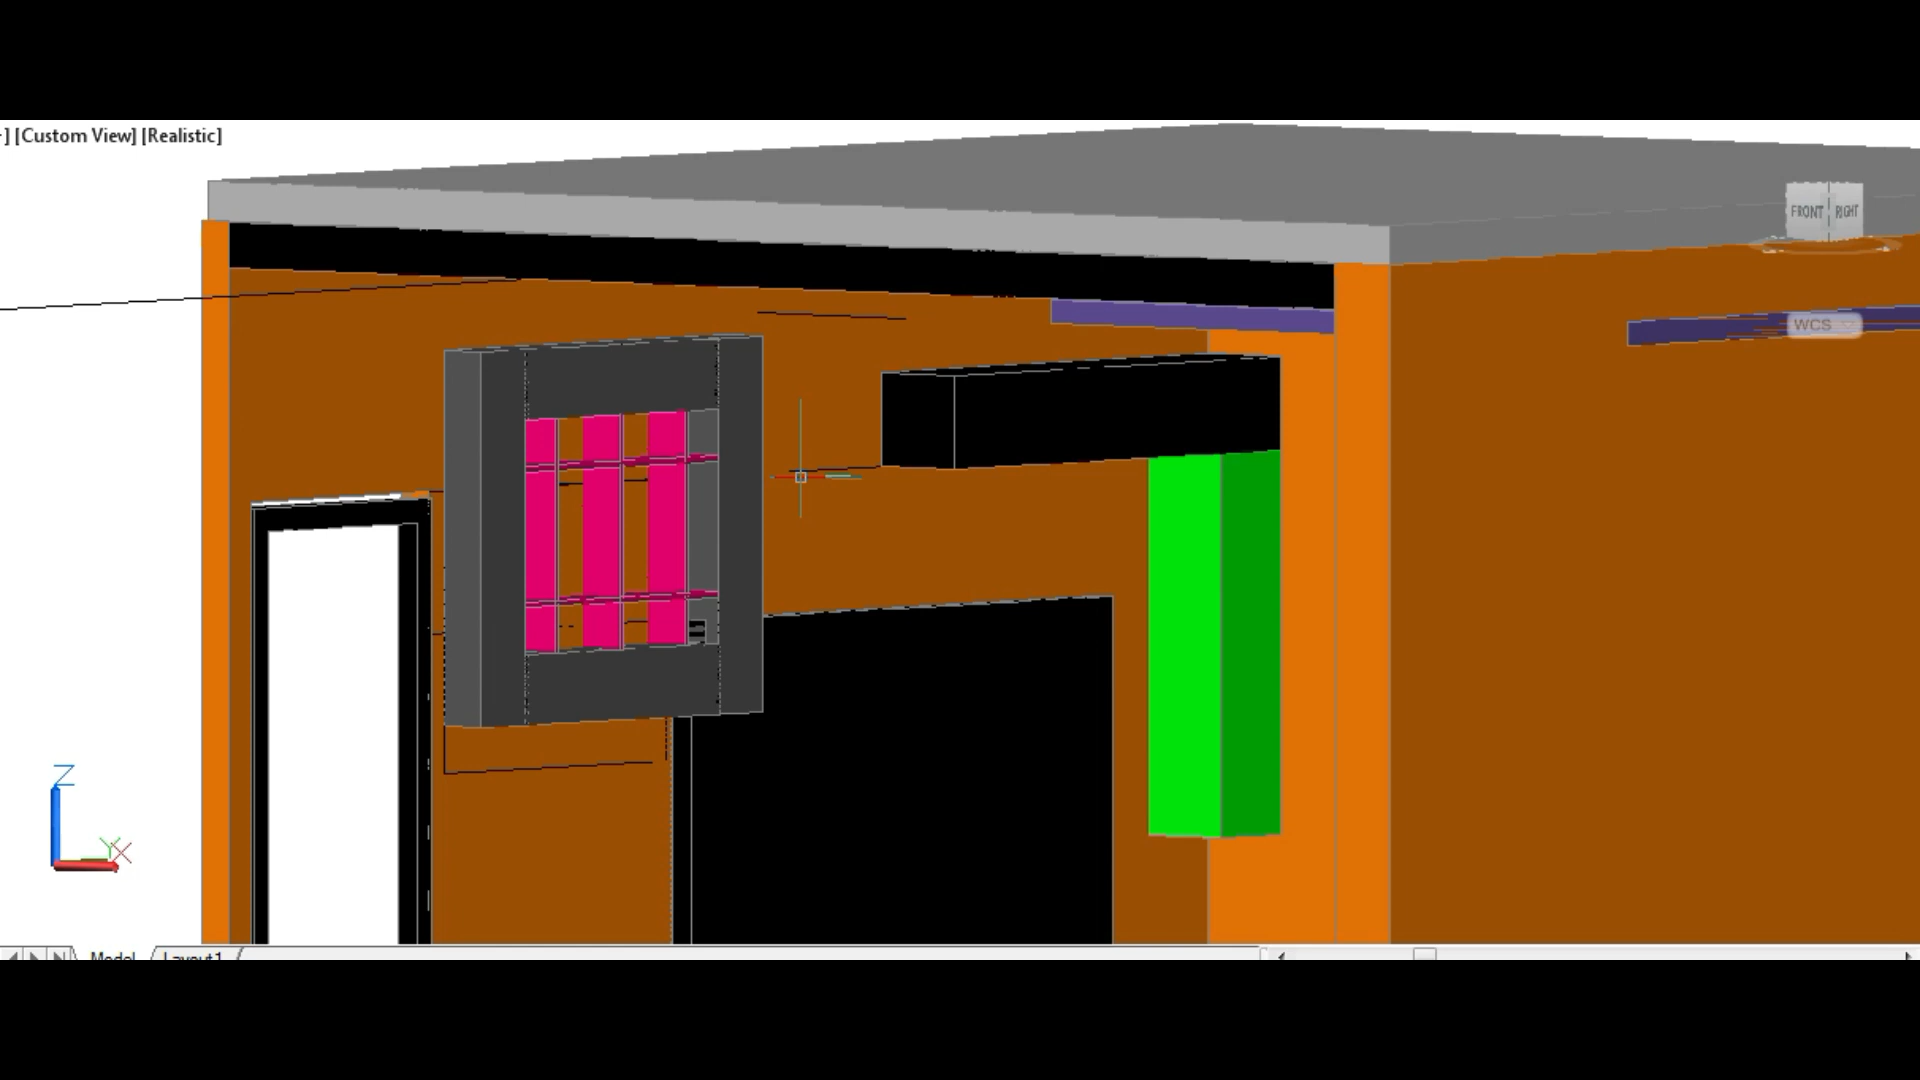 ] [Custom View] [Realistic]
FRONT RIGHT
WCS
Z
Y X
Model Layout1